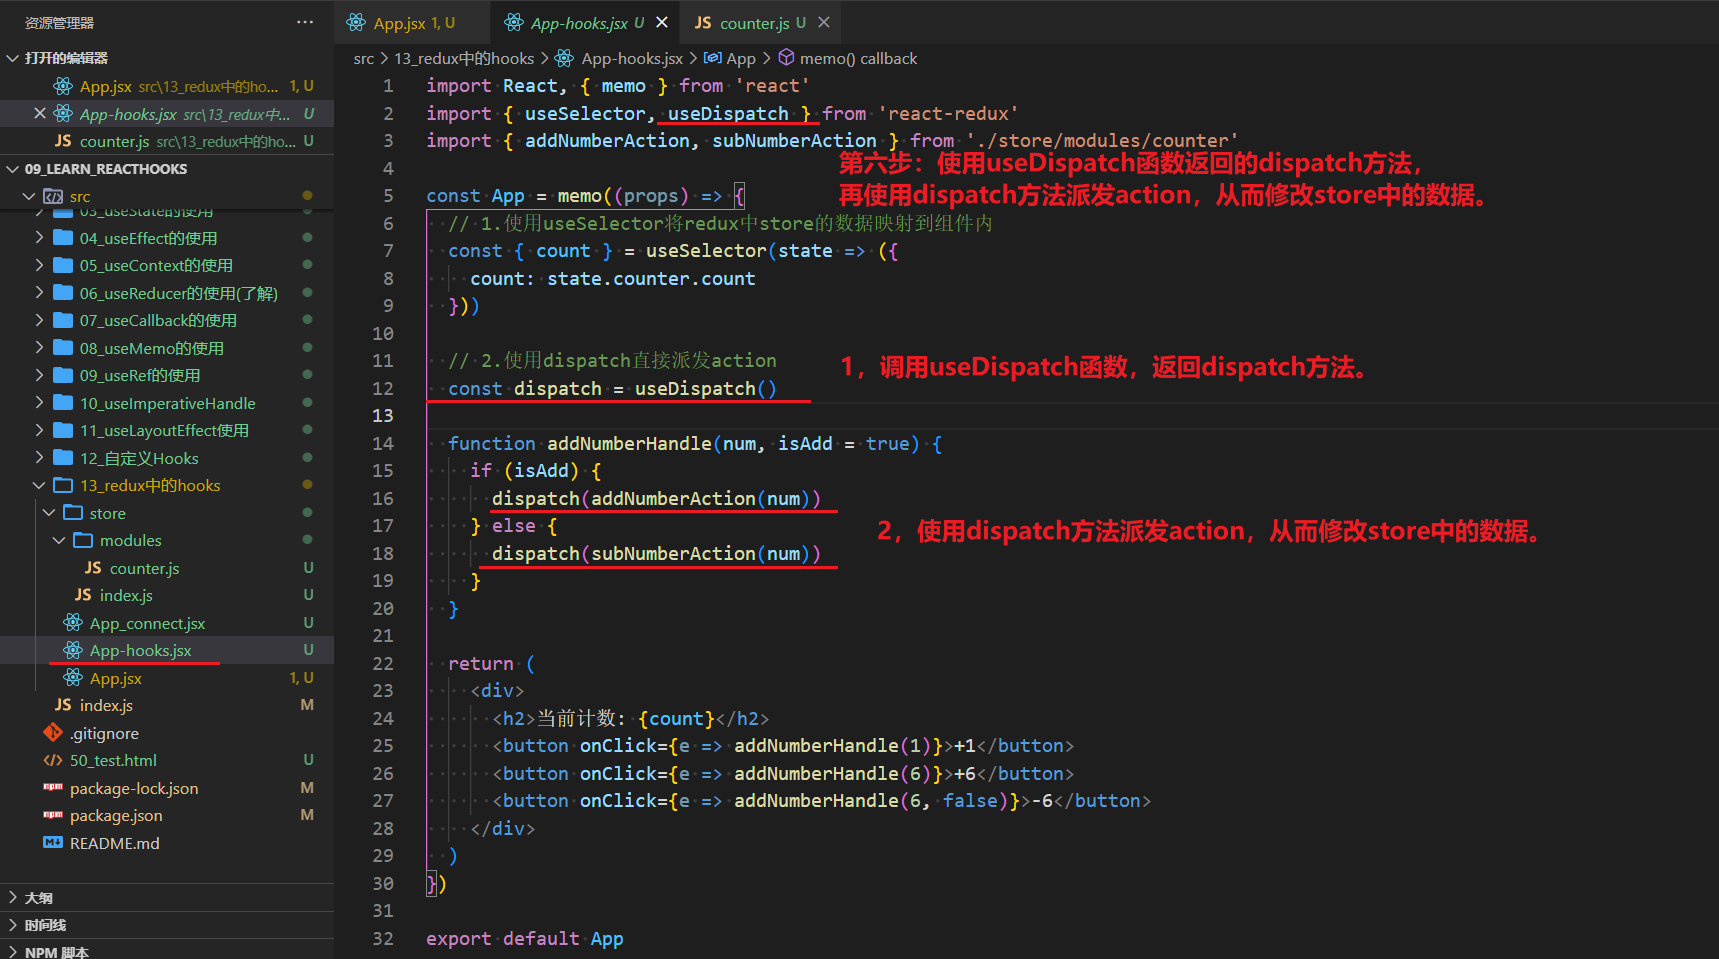 资源管理器 ···
打开的编辑器
App.jsx src\13_redux中的ho... 1, U
App-hooks.jsx src\13_redux中... U
JS counter.js src\13_redux中的ho... U
09_LEARN_REACTHOOKS
src
03_useState的使用
04_useEffect的使用
05_useContext的使用
06_useReducer的使用(了解)
07_useCallback的使用
08_useMemo的使用
09_useRef的使用
10_useImperativeHandle
11_useLayoutEffect使用
12_自定义Hooks
13_redux中的hooks
store
modules
JS counter.js U
JS index.js U
App_connect.jsx U
App-hooks.jsx U
App.jsx 1, U
JS index.js M
.gitignore
50_test.html U
npm package-lock.json M
npm package.json M
M↓ README.md
大纲
时间线
NPM 脚本
App.jsx 1, U App-hooks.jsx U JS counter.js U
src > 13_redux中的hooks > App-hooks.jsx > App > memo() callback
1 import React, { memo } from 'react'
2 import { useSelector, useDispatch } from 'react-redux'
3 import { addNumberAction, subNumberAction } from './store/modules/counter'
第六步：使用useDispatch函数返回的dispatch方法，
4
再使用dispatch方法派发action，从而修改store中的数据。
5 const App = memo((props) => {
6 // 1.使用useSelector将redux中store的数据映射到组件内
7 const { count } = useSelector(state => ({
8 count: state.counter.count
9 }))
10
11 // 2.使用dispatch直接派发action
1，调用useDispatch函数，返回dispatch方法。
12 const dispatch = useDispatch()
13
14 function addNumberHandle(num, isAdd = true) {
15 if (isAdd) {
16 dispatch(addNumberAction(num))
17 } else {
2，使用dispatch方法派发action，从而修改store中的数据。
18 dispatch(subNumberAction(num))
19 }
20 }
21
22 return (
23 <div>
24 <h2>当前计数: {count}</h2>
25 <button onClick={e => addNumberHandle(1)}>+1</button>
26 <button onClick={e => addNumberHandle(6)}>+6</button>
27 <button onClick={e => addNumberHandle(6, false)}>-6</button>
28 </div>
29 )
30 })
31
32 export default App